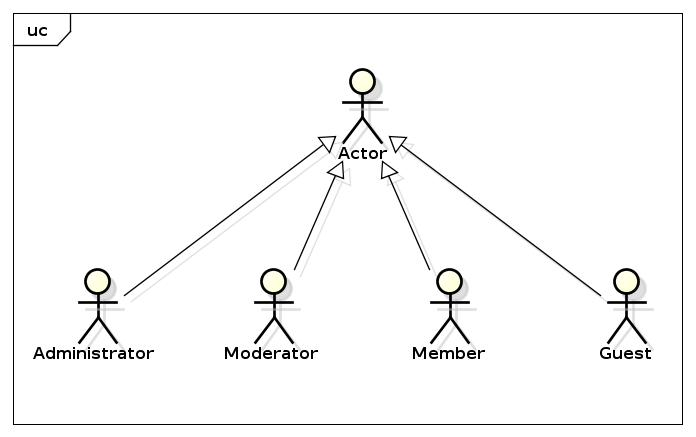 uc
Actor
Administrator
Moderator
Member
Guest